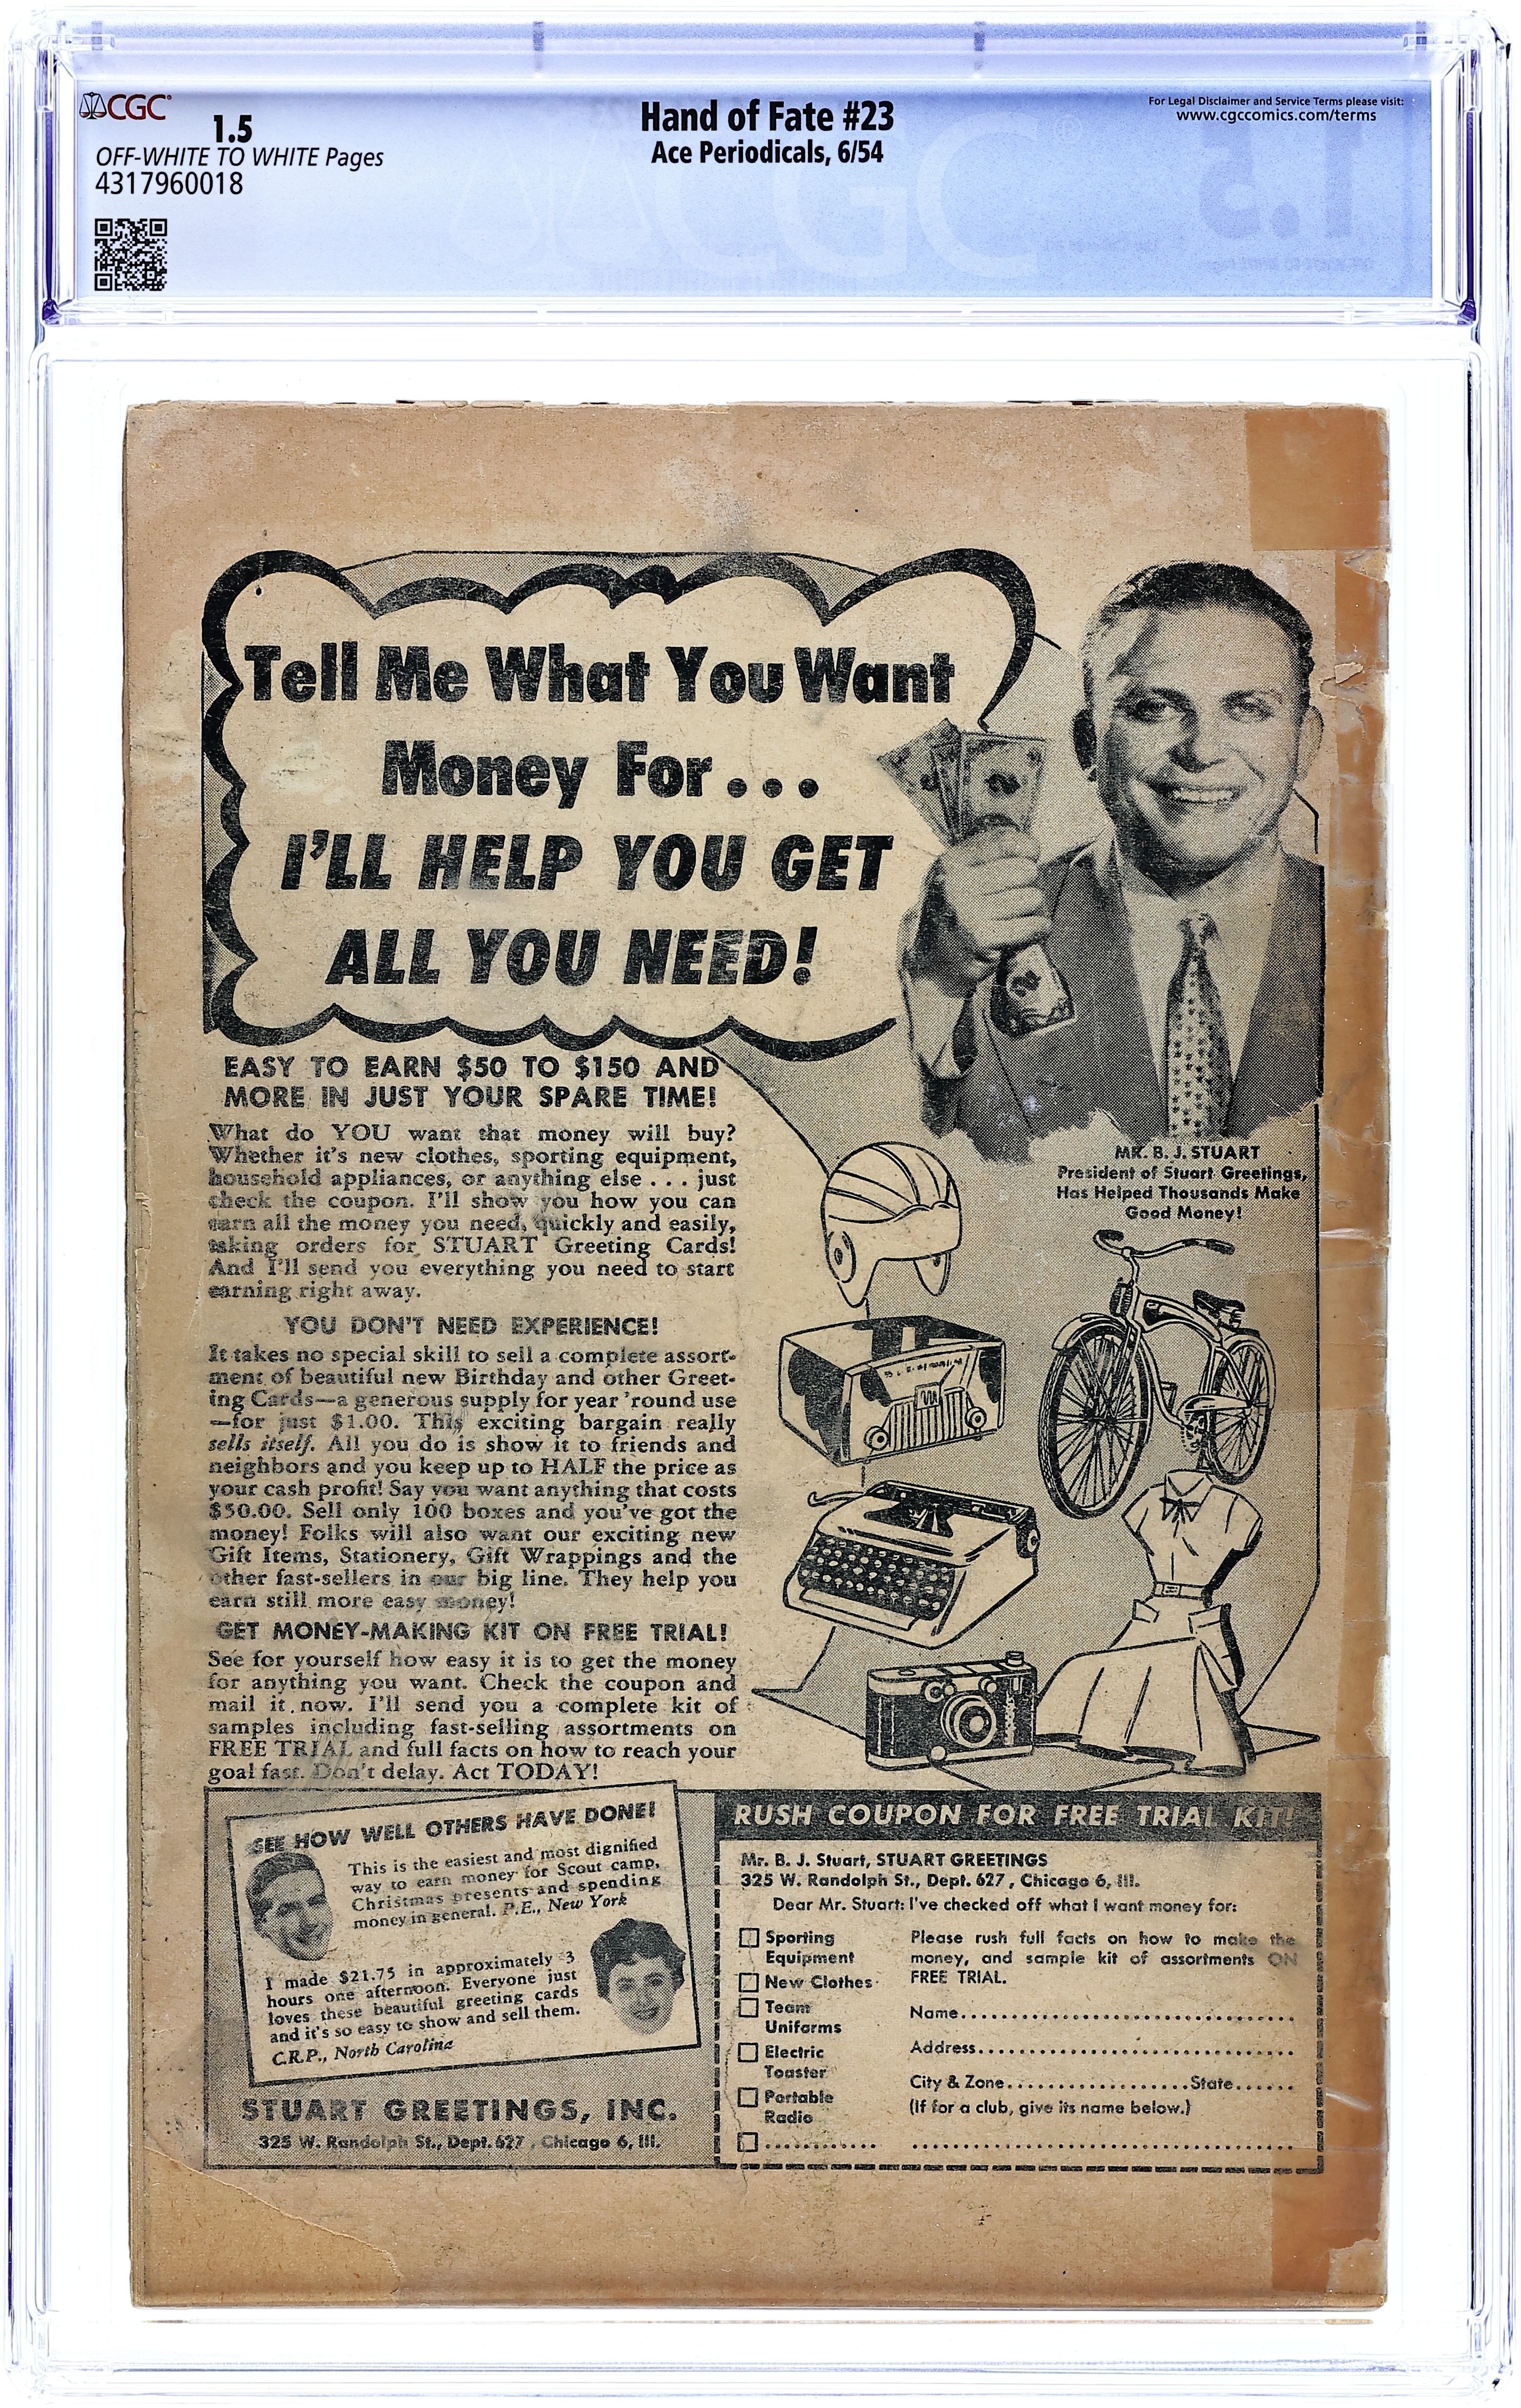 CGC
1.5
OFF-WHITE TO WHITE Pages
4317960018
Hand of Fate #23
Ace Periodicals, 6/54
For Legal Disclaimer and Service Terms please visit:
www.cgccomics.com/terms
Tell Me What You Want
Money For...
I'LL HELP YOU GET
ALL YOU NEED!
EASY TO EARN $50 TO $150 AND
MORE IN JUST YOUR SPARE TIME!
What do YOU want that money will buy?
Whether it's new clothes, sporting equipment,
household appliances, or anything else . . . just
check the coupon. I'll show you how you can
earn all the money you need, quickly and easily,
taking orders for STUART Greeting Cards!
And I'll send you everything you need to start
earning right away.
YOU DON'T NEED EXPERIENCE!
It takes no special skill to sell a complete assort-
ment of beautiful new Birthday and other Greet-
ing Cards—a generous supply for year 'round use
—for just $1.00. This exciting bargain really
sells itself. All you do is show it to friends and
neighbors and you keep up to HALF the price as
your cash profit! Say you want anything that costs
$50.00. Sell only 100 boxes and you've got the
money! Folks will also want our exciting new
Gift Items, Stationery, Gift Wrappings and the
other fast-sellers in our big line. They help you
earn still more easy money!
GET MONEY-MAKING KIT ON FREE TRIAL!
See for yourself how easy it is to get the money
for anything you want. Check the coupon and
mail it now. I'll send you a complete kit of
samples including fast-selling assortments on
FREE TRIAL and full facts on how to reach your
goal fast. Don't delay. Act TODAY!
MR. B. J. STUART
President of Stuart Greetings,
Has Helped Thousands Make
Good Money!
SEE HOW WELL OTHERS HAVE DONE!
This is the easiest and most dignified
way to earn money for Scout camp,
Christmas presents and spending
money in general. P.E., New York
I made $21.75 in approximately 3
hours one afternoon. Everyone just
loves these beautiful greeting cards
and it's so easy to show and sell them.
C.R.P., North Carolina
STUART GREETINGS, INC.
325 W. Randolph St., Dept. 627, Chicago 6, Ill.
RUSH COUPON FOR FREE TRIAL KIT!
Mr. B. J. Stuart, STUART GREETINGS
325 W. Randolph St., Dept. 627, Chicago 6, Ill.
Dear Mr. Stuart: I've checked off what I want money for:
Sporting
Equipment
New Clothes
Team
Uniforms
Electric
Toaster
Portable
Radio
Please rush full facts on how to make the
money, and sample kit of assortments ON
FREE TRIAL.
Name..................................
Address................................
City & Zone...................State......
(If for a club, give its name below.)